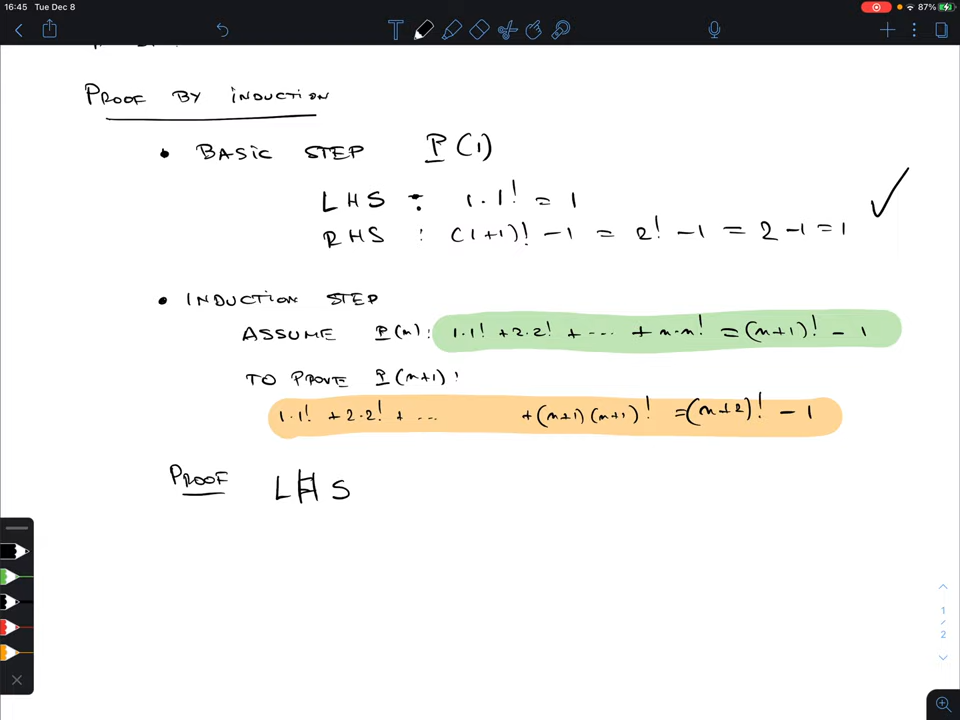 16:45 Tue Dec 8 87%
PROOF BY INDUCTION
• BASIC STEP P(1)
LHS : 1·1! = 1
RHS : (1+1)! -1 = 2! -1 = 2-1 = 1 ✓
• INDUCTION STEP
ASSUME P(n): 1·1! + 2·2! + ... + n·n! = (n+1)! - 1
TO PROVE P(n+1):
1·1! + 2·2! + ... +(n+1)(n+1)! = (n+2)! - 1
PROOF LHS
1
/
2